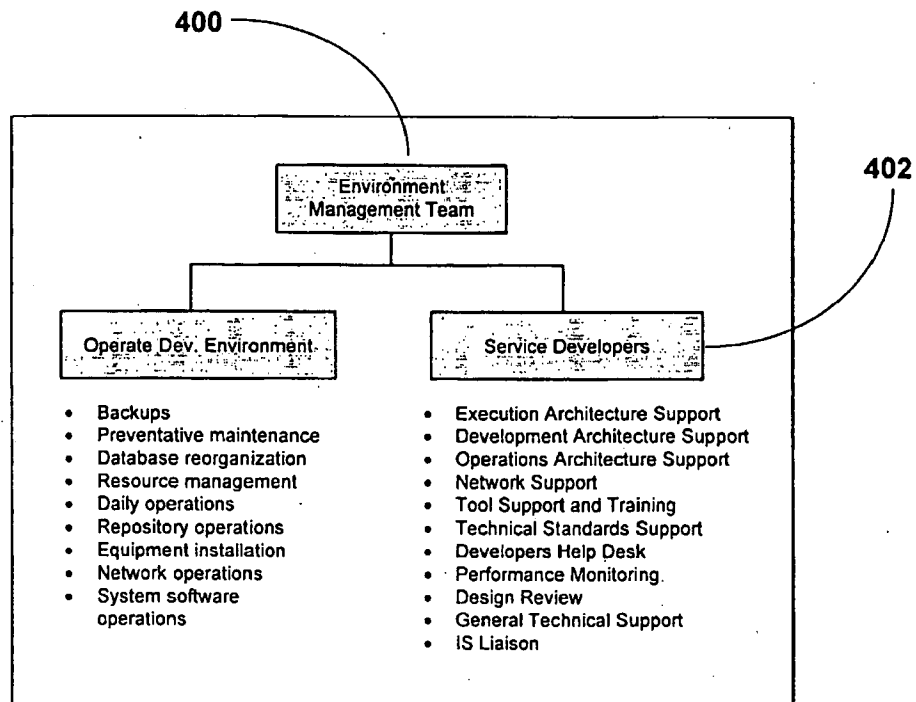 400
402
Environment
Management Team
Operate Dev. Environment
Service Developers
• Backups
• Preventative maintenance
• Database reorganization
• Resource management
• Daily operations
• Repository operations
• Equipment installation
• Network operations
• System software
operations
• Execution Architecture Support
• Development Architecture Support
• Operations Architecture Support
• Network Support
• Tool Support and Training
• Technical Standards Support
• Developers Help Desk
• Performance Monitoring
• Design Review
• General Technical Support
• IS Liaison